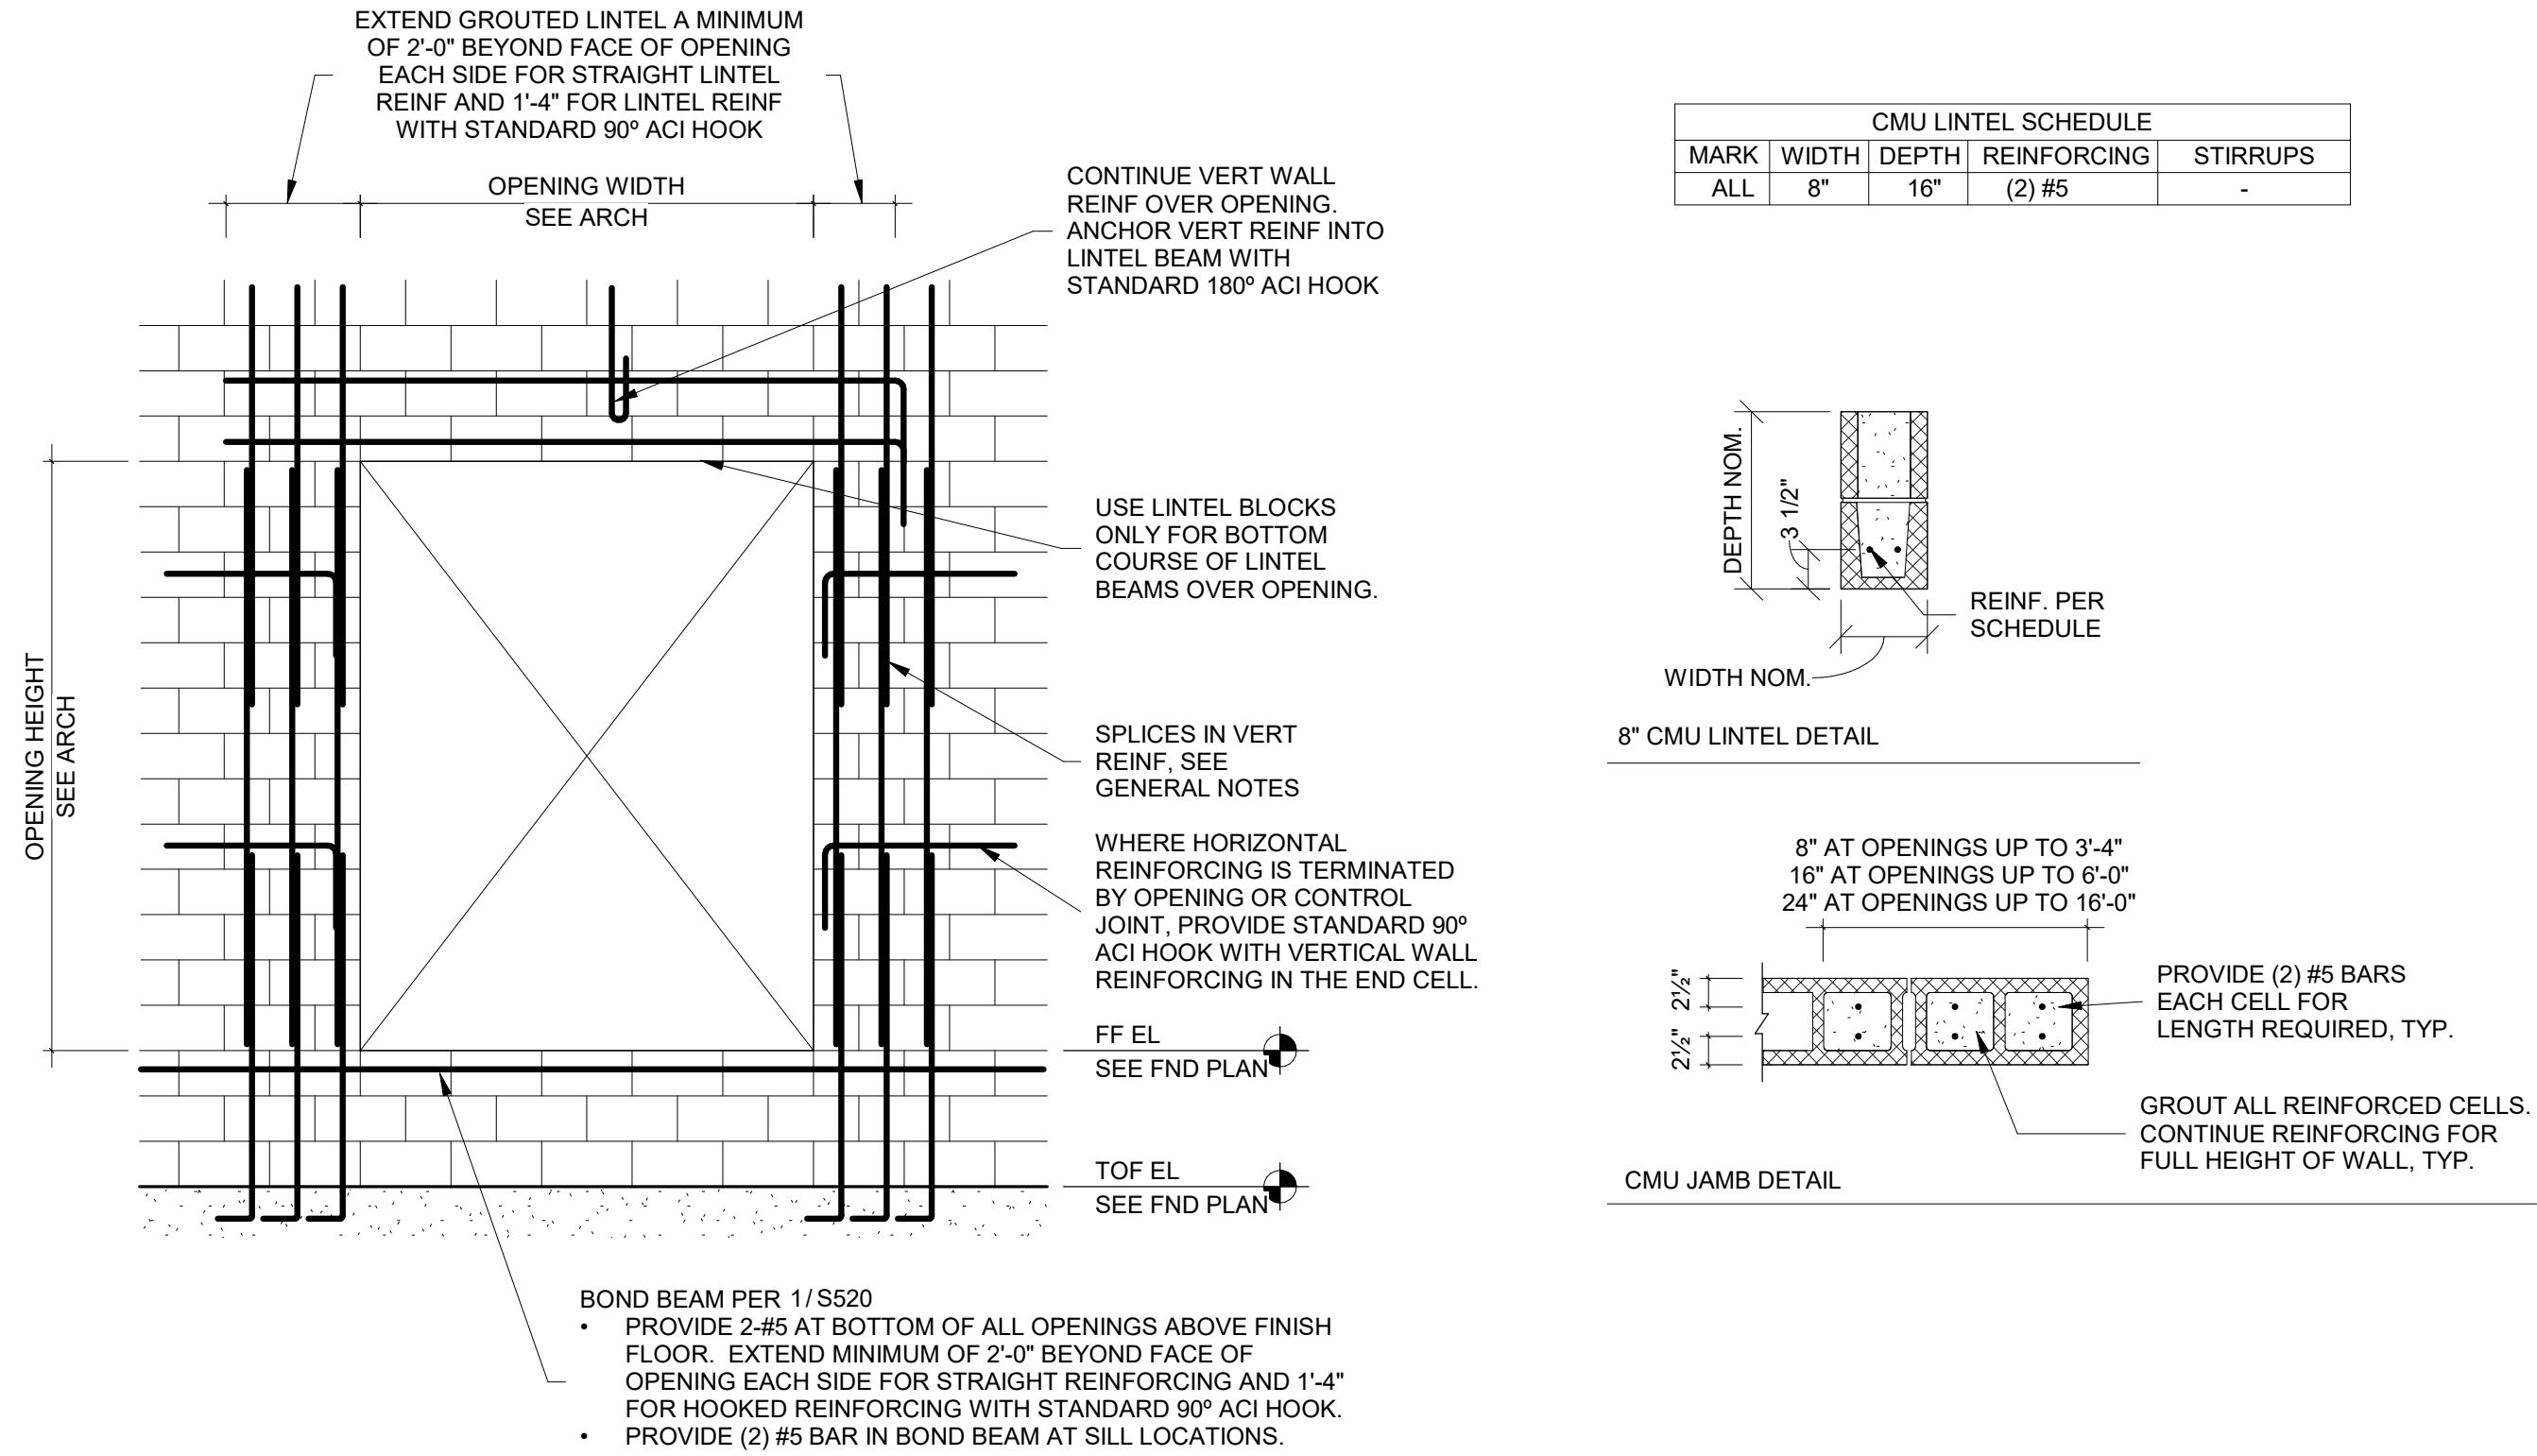 EXTEND GROUTED LINTEL A MINIMUM
OF 2'-0" BEYOND FACE OF OPENING
EACH SIDE FOR STRAIGHT LINTEL
REINF AND 1'-4" FOR LINTEL REINF
WITH STANDARD 90º ACI HOOK
OPENING WIDTH
SEE ARCH
CONTINUE VERT WALL
REINF OVER OPENING.
ANCHOR VERT REINF INTO
LINTEL BEAM WITH
STANDARD 180º ACI HOOK
USE LINTEL BLOCKS
ONLY FOR BOTTOM
COURSE OF LINTEL
BEAMS OVER OPENING.
OPENING HEIGHT
SEE ARCH
SPLICES IN VERT
REINF, SEE
GENERAL NOTES
WHERE HORIZONTAL
REINFORCING IS TERMINATED
BY OPENING OR CONTROL
JOINT, PROVIDE STANDARD 90º
ACI HOOK WITH VERTICAL WALL
REINFORCING IN THE END CELL.
FF EL
SEE FND PLAN
TOF EL
SEE FND PLAN
BOND BEAM PER 1/ S520
• PROVIDE 2-#5 AT BOTTOM OF ALL OPENINGS ABOVE FINISH
FLOOR. EXTEND MINIMUM OF 2'-0" BEYOND FACE OF
OPENING EACH SIDE FOR STRAIGHT REINFORCING AND 1'-4"
FOR HOOKED REINFORCING WITH STANDARD 90º ACI HOOK.
• PROVIDE (2) #5 BAR IN BOND BEAM AT SILL LOCATIONS.
CMU LINTEL SCHEDULE
MARK WIDTH DEPTH REINFORCING STIRRUPS
ALL 8" 16" (2) #5 -
DEPTH NOM.
3 1/2"
REINF. PER
SCHEDULE
WIDTH NOM.
8" CMU LINTEL DETAIL
8" AT OPENINGS UP TO 3'-4"
16" AT OPENINGS UP TO 6'-0"
24" AT OPENINGS UP TO 16'-0"
2½"
2½"
PROVIDE (2) #5 BARS
EACH CELL FOR
LENGTH REQUIRED, TYP.
GROUT ALL REINFORCED CELLS.
CONTINUE REINFORCING FOR
FULL HEIGHT OF WALL, TYP.
CMU JAMB DETAIL